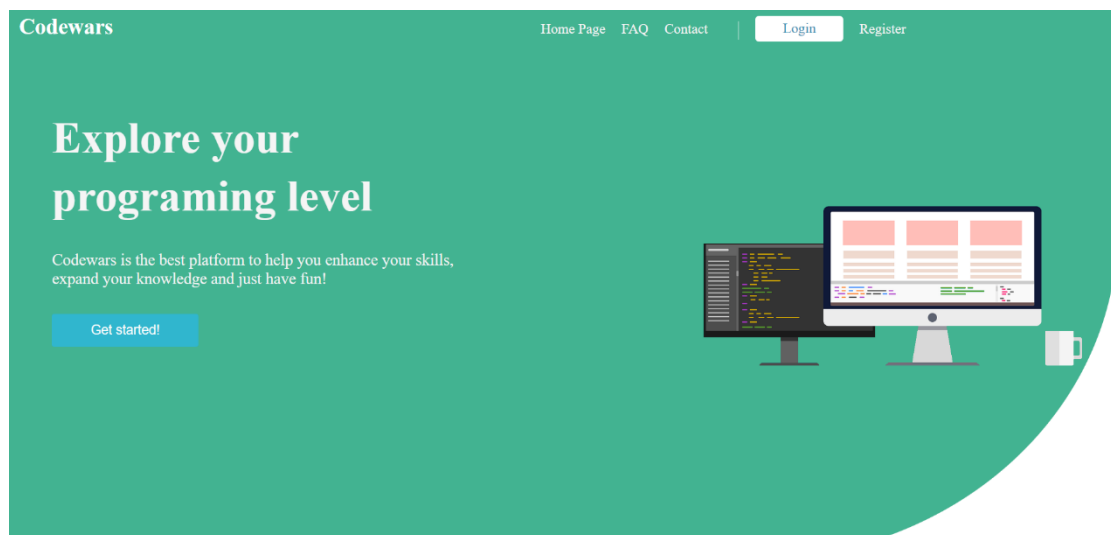 Codewars
Home Page FAQ Contact Login Register
Explore your
programing level
Codewars is the best platform to help you enhance your skills,
expand your knowledge and just have fun!
Get started!